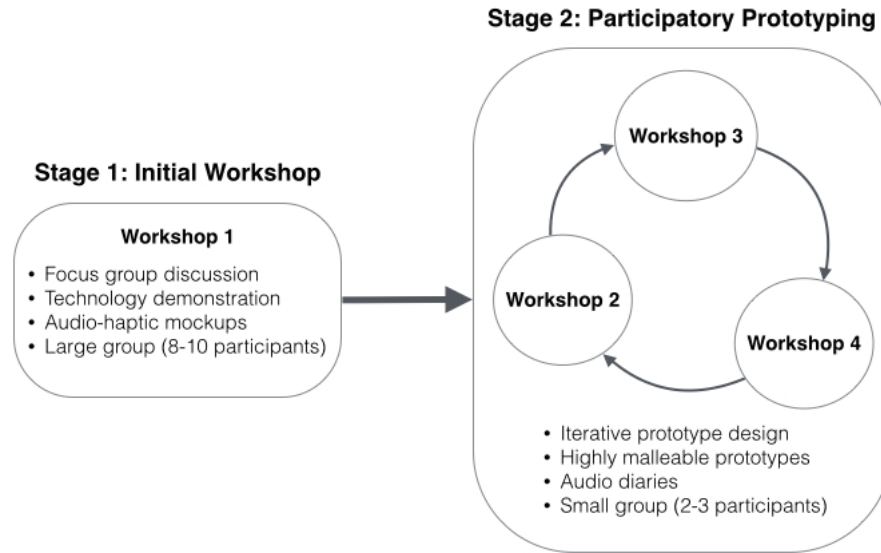 Stage 2: Participatory Prototyping
Stage 1: Initial Workshop
Workshop 1
• Focus group discussion
• Technology demonstration
• Audio-haptic mockups
• Large group (8-10 participants)
Workshop 3
Workshop 2
Workshop 4
• Iterative prototype design
• Highly malleable prototypes
• Audio diaries
• Small group (2-3 participants)